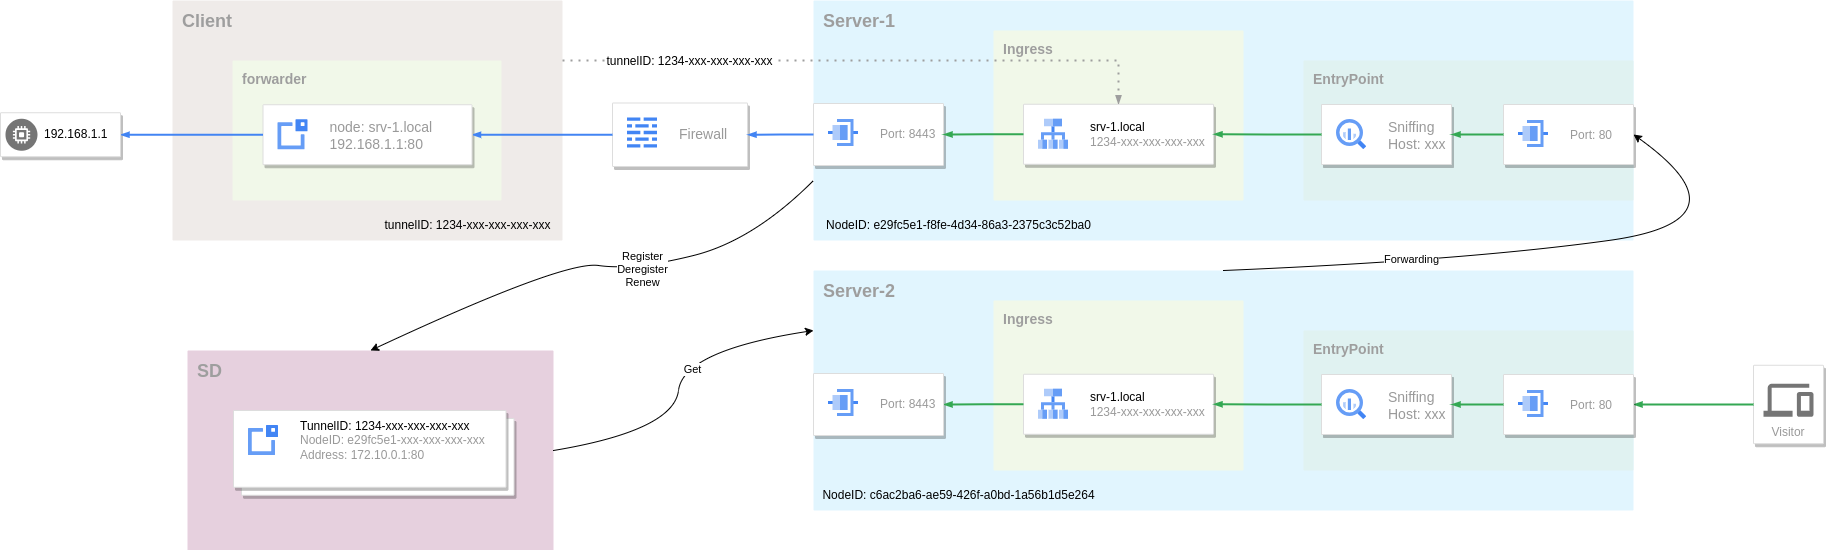 Client
forwarder
192.168.1.1
node: srv-1.local
192.168.1.1:80
tunnelID: 1234-xxx-xxx-xxx-xxx
tunnelID: 1234-xxx-xxx-xxx-xxx
Firewall
Server-1
Ingress
EntryPoint
Port: 8443
srv-1.local
1234-xxx-xxx-xxx-xxx
Sniffing
Host: xxx
Port: 80
NodeID: e29fc5e1-f8fe-4d34-86a3-2375c3c52ba0
Register
Deregister
Renew
Forwarding
SD
TunnelID: 1234-xxx-xxx-xxx-xxx
NodeID: e29fc5e1-xxx-xxx-xxx-xxx
Address: 172.10.0.1:80
Get
Server-2
Ingress
EntryPoint
Port: 8443
srv-1.local
1234-xxx-xxx-xxx-xxx
Sniffing
Host: xxx
Port: 80
NodeID: c6ac2ba6-ae59-426f-a0bd-1a56b1d5e264
Visitor